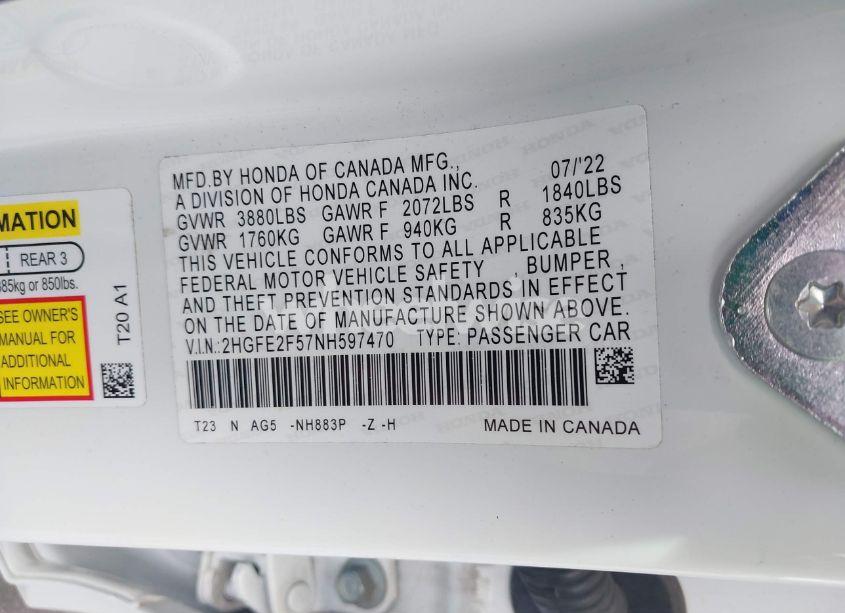 MFD.BY HONDA OF CANADA MFG., 07/'22
A DIVISION OF HONDA CANADA INC.
GVWR 3880LBS GAWR F 2072LBS R 1840LBS
GVWR 1760KG GAWR F 940KG R 835KG
THIS VEHICLE CONFORMS TO ALL APPLICABLE
FEDERAL MOTOR VEHICLE SAFETY , BUMPER ,
AND THEFT PREVENTION STANDARDS IN EFFECT
ON THE DATE OF MANUFACTURE SHOWN ABOVE.
V.I.N.:2HGFE2F57NH597470 TYPE: PASSENGER CAR
T23 N AG5 -NH883P -Z -H MADE IN CANADA
MATION
REAR 3
385kg or 850lbs.
SEE OWNER'S
MANUAL FOR
ADDITIONAL
INFORMATION
T20 A1